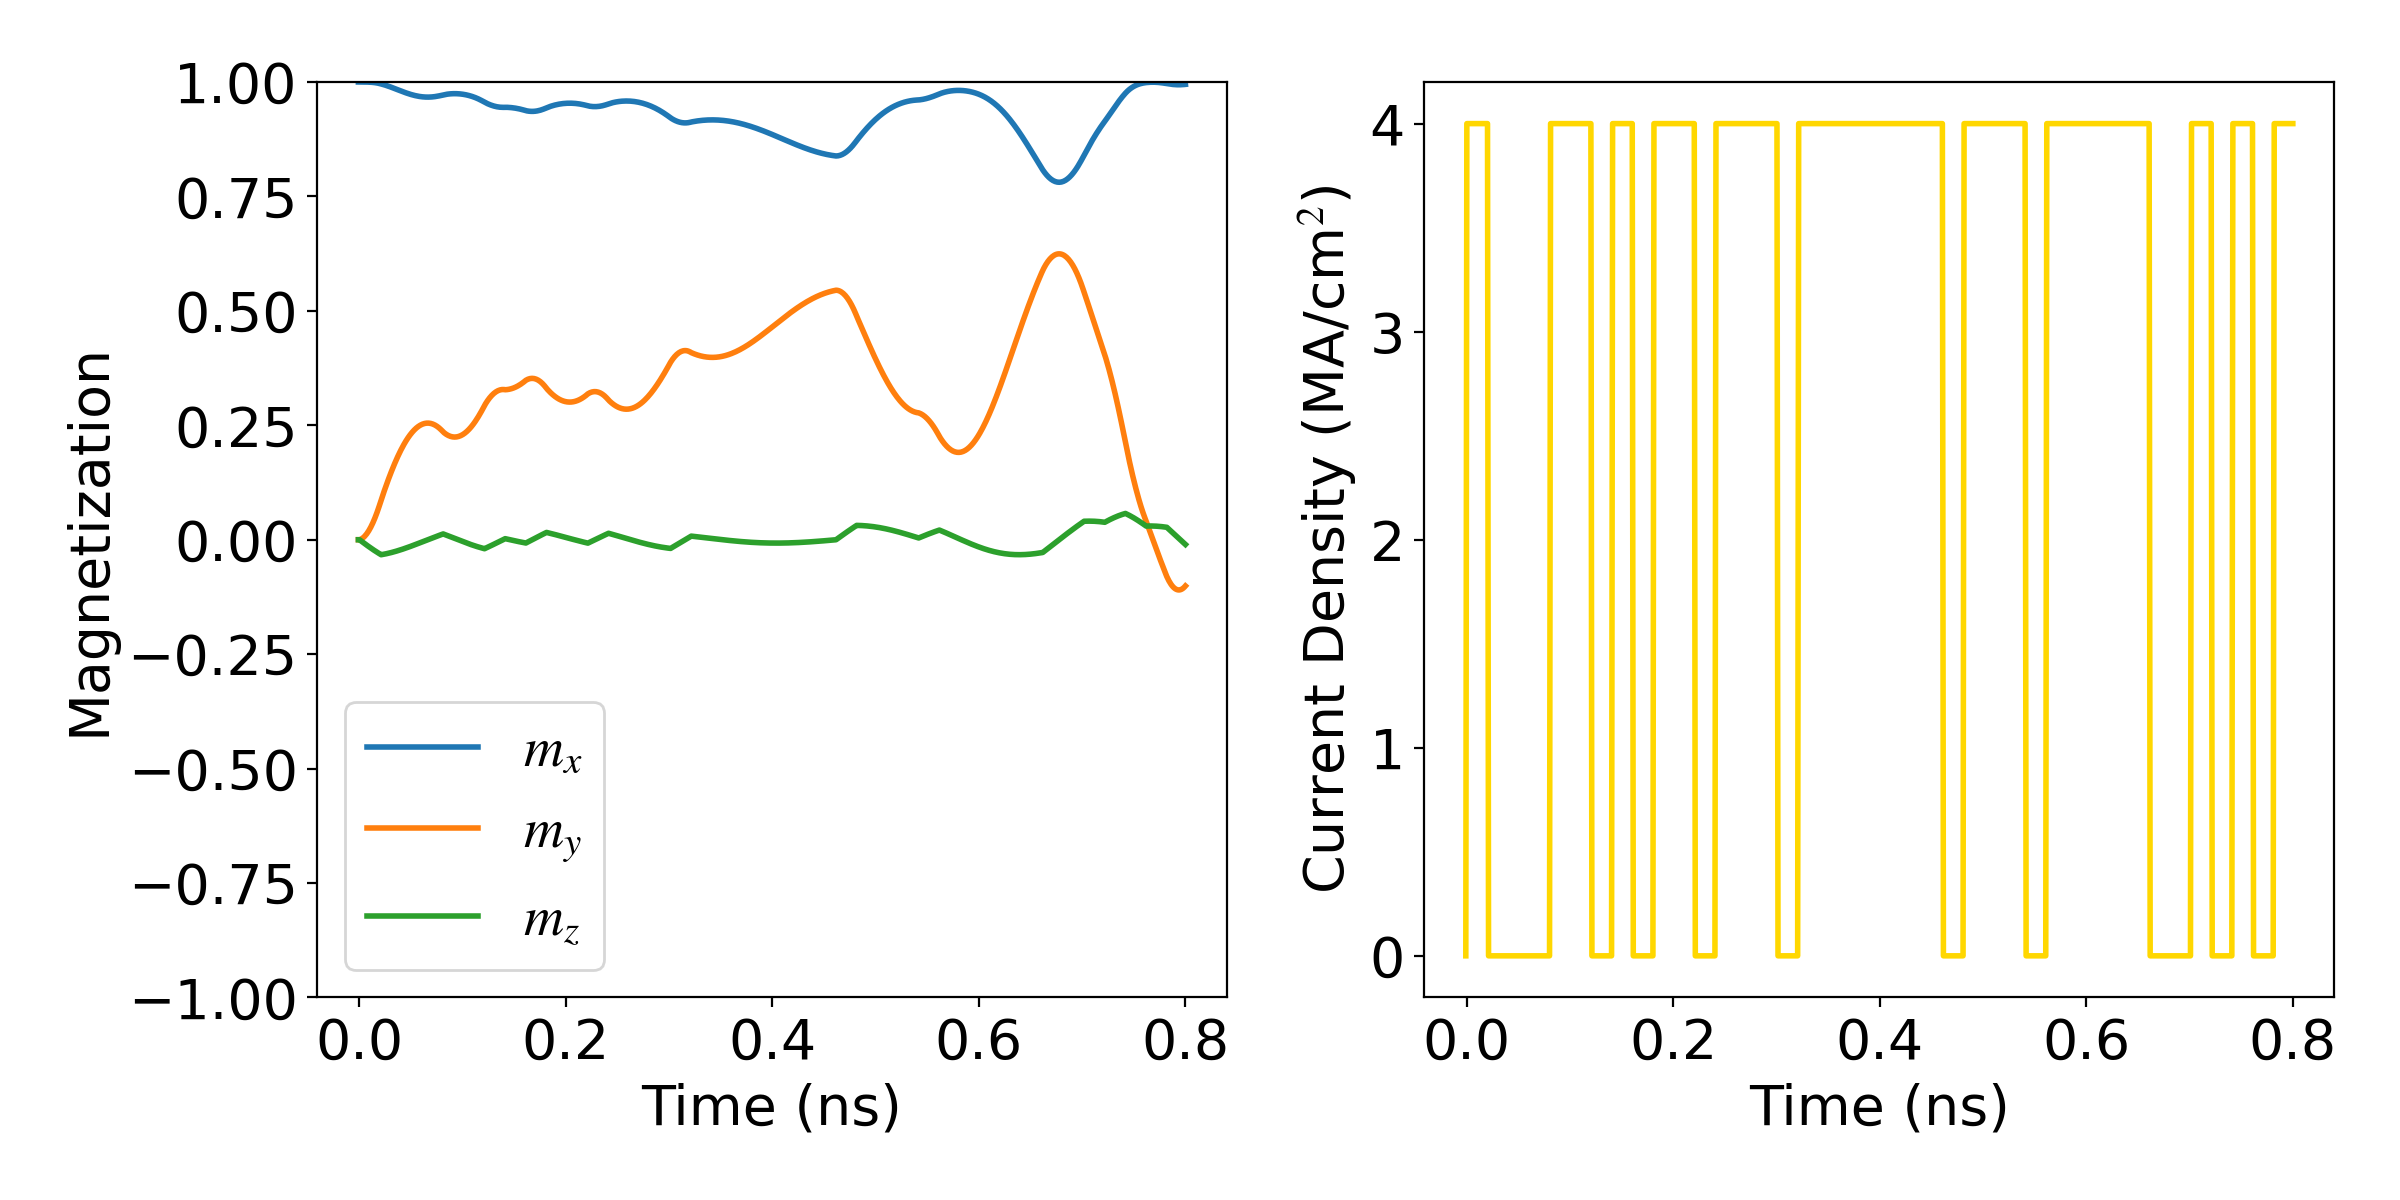 1.00
0.75
0.50
0.25
0.00
−0.25
−0.50
−0.75
−1.00
Magnetization
m_x
m_y
m_z
0.0 0.2 0.4 0.6 0.8
Time (ns)
4
3
2
1
0
Current Density (MA/cm²)
0.0 0.2 0.4 0.6 0.8
Time (ns)